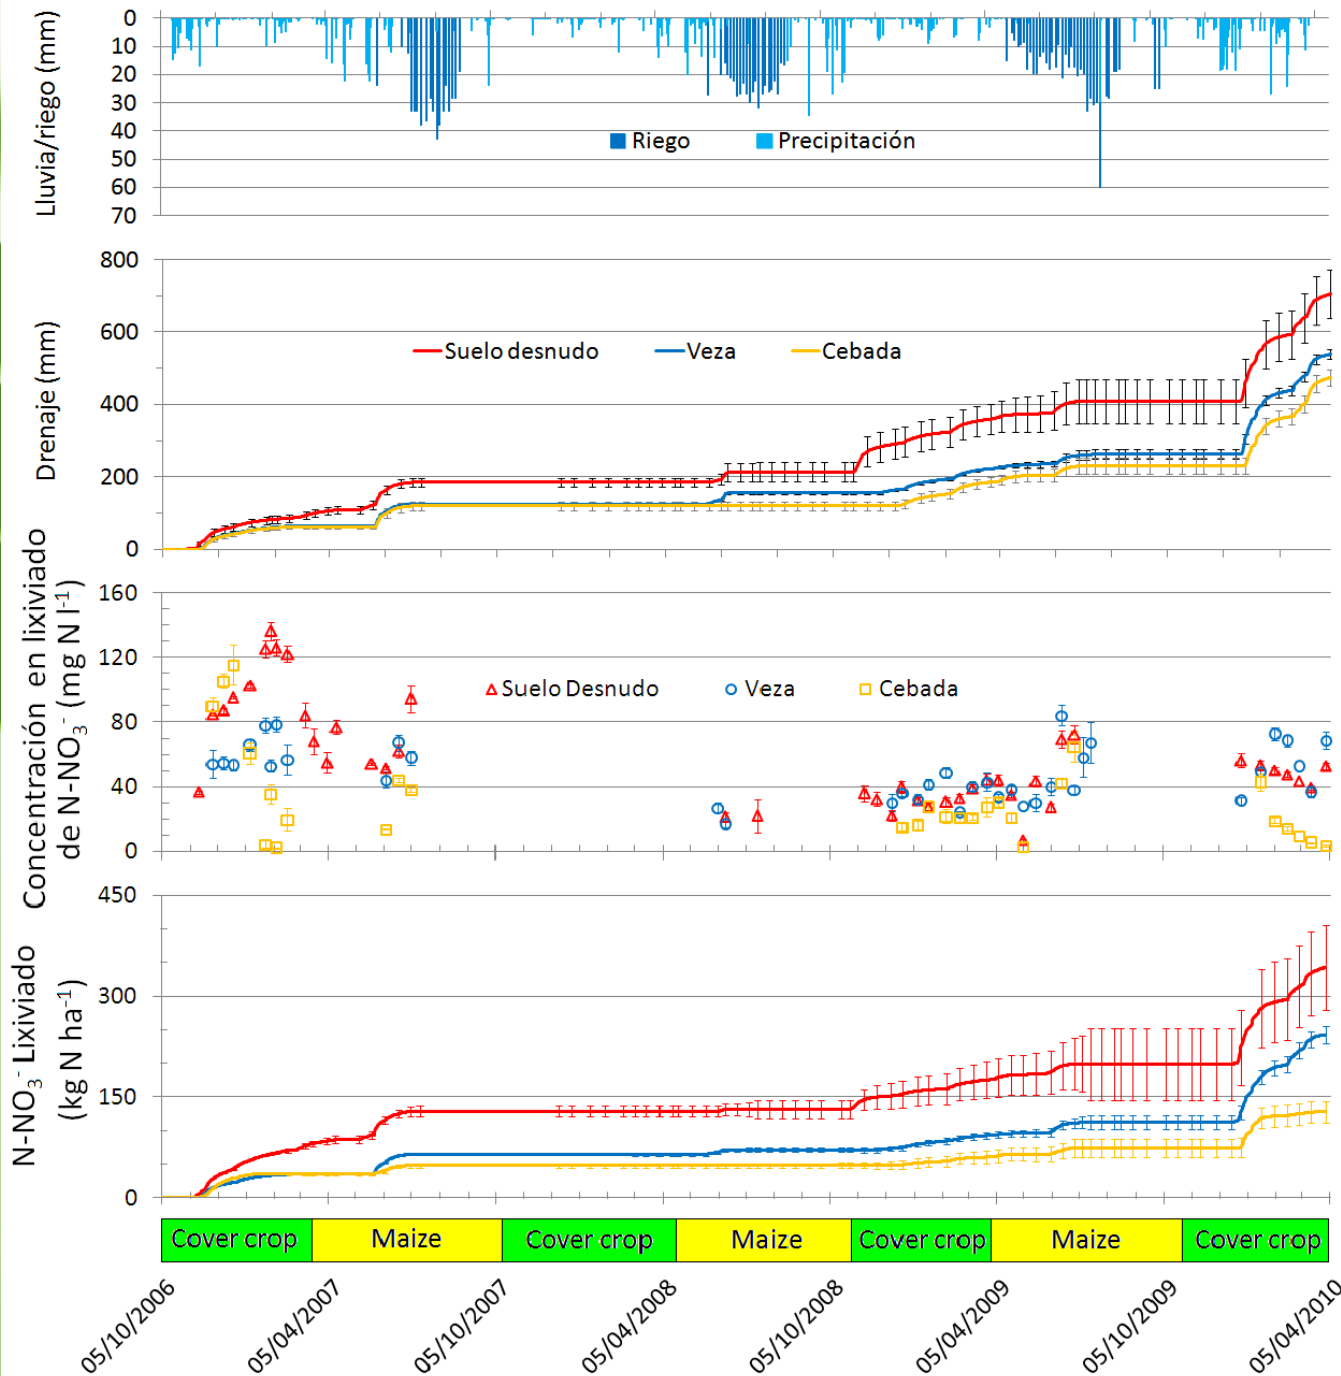 Lluvia/riego (mm)
0
10
20
30
40
50
60
70
Riego Precipitación
Drenaje (mm)
800
600
400
200
0
Suelo desnudo Veza Cebada
Concentración en lixiviado
de N-NO₃⁻ (mg N l⁻¹)
160
120
80
40
0
Suelo Desnudo Veza Cebada
N-NO₃⁻ Lixiviado
(kg N ha⁻¹)
450
300
150
0
Cover crop Maize Cover crop Maize Cover crop Maize Cover crop
05/10/2006 05/04/2007 05/10/2007 05/04/2008 05/10/2008 05/04/2009 05/10/2009 05/04/2010